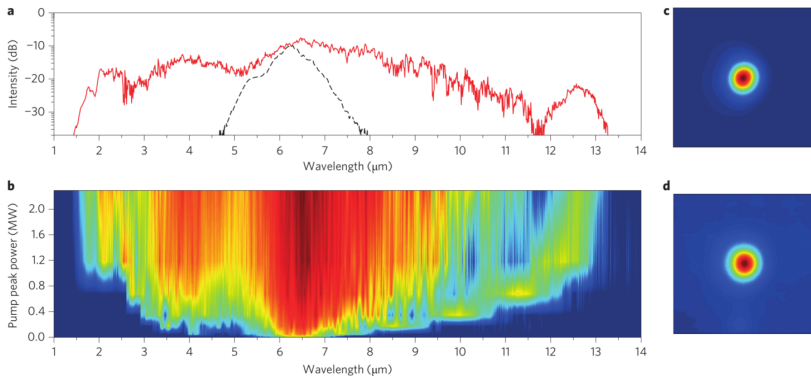 a
Intensity (dB)
0
−10
−20
−30
1 2 3 4 5 6 7 8 9 10 11 12 13 14
Wavelength (μm)
b
Pump peak power (MW)
2.0
1.6
1.2
0.8
0.4
0.0
1 2 3 4 5 6 7 8 9 10 11 12 13 14
Wavelength (μm)
c
d